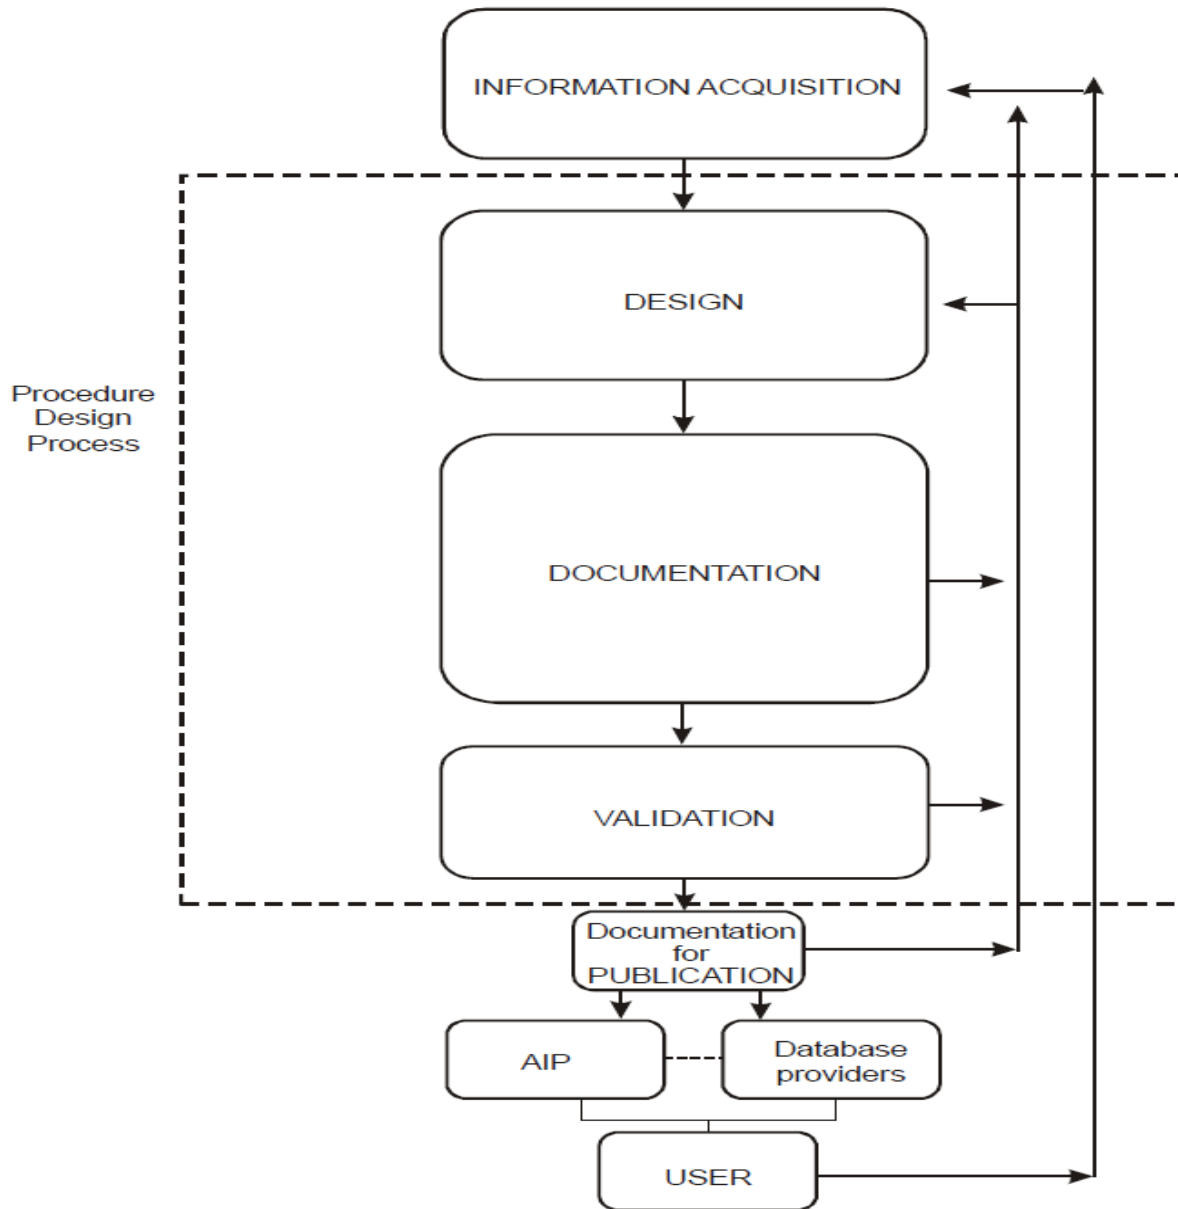 INFORMATION ACQUISITION
DESIGN
Procedure
Design
Process
DOCUMENTATION
VALIDATION
Documentation
for
PUBLICATION
AIP
Database
providers
USER